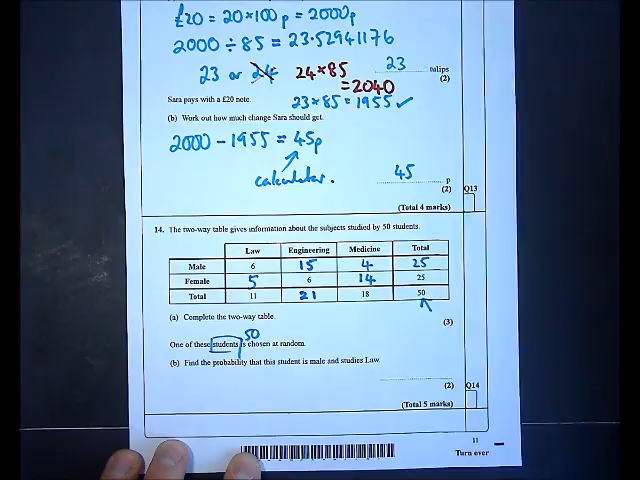 £20 = 20 × 100p = 2000p
2000 ÷ 85 = 23.52941176
23 or 24 24 × 85 23 tulips
= 2040 (2)
Sara pays with a £20 note. 23 × 85 = 1955 ✓
(b) Work out how much change Sara should get.
2000 - 1955 = 45p
calculator.
45 p
(2) Q13
(Total 4 marks)
14. The two-way table gives information about the subjects studied by 50 students.
Law Engineering Medicine Total
Male 6 15 4 25
Female 5 6 14 25
Total 11 21 18 50
(a) Complete the two-way table.
(3)
50
One of these students is chosen at random.
(b) Find the probability that this student is male and studies Law.
(2) Q14
(Total 5 marks)
11
Turn over